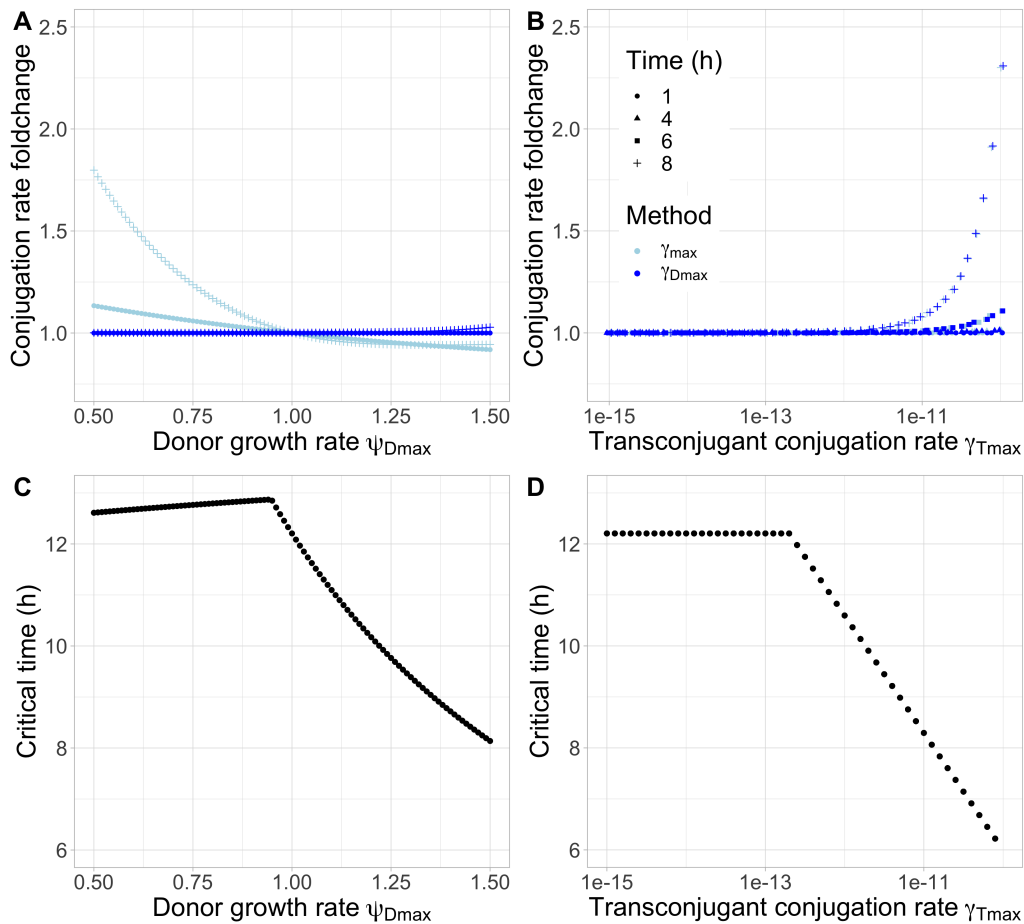 A
Conjugation rate foldchange
2.5
2.0
1.5
1.0
0.50
0.75
1.00
1.25
1.50
Donor growth rate ψDmax
B
Conjugation rate foldchange
2.5
2.0
1.5
1.0
Time (h)
1
4
6
8
Method
γmax
γDmax
1e-15
1e-13
1e-11
Transconjugant conjugation rate γTmax
C
Critical time (h)
12
10
8
6
0.50
0.75
1.00
1.25
1.50
Donor growth rate ψDmax
D
Critical time (h)
12
10
8
6
1e-15
1e-13
1e-11
Transconjugant conjugation rate γTmax